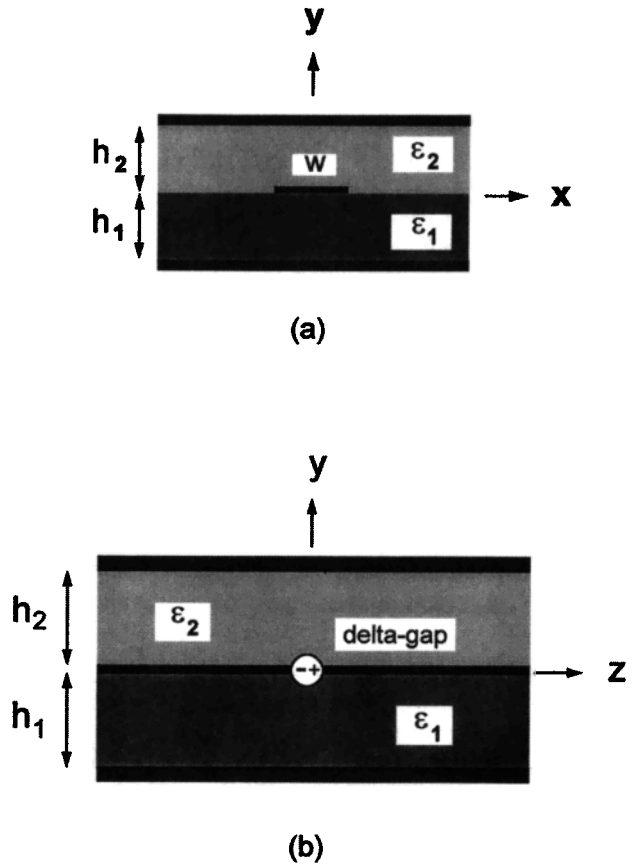 y
h₂
W
ε₂
x
h₁
ε₁
(a)
y
h₂
ε₂
delta-gap
-+
z
h₁
ε₁
(b)